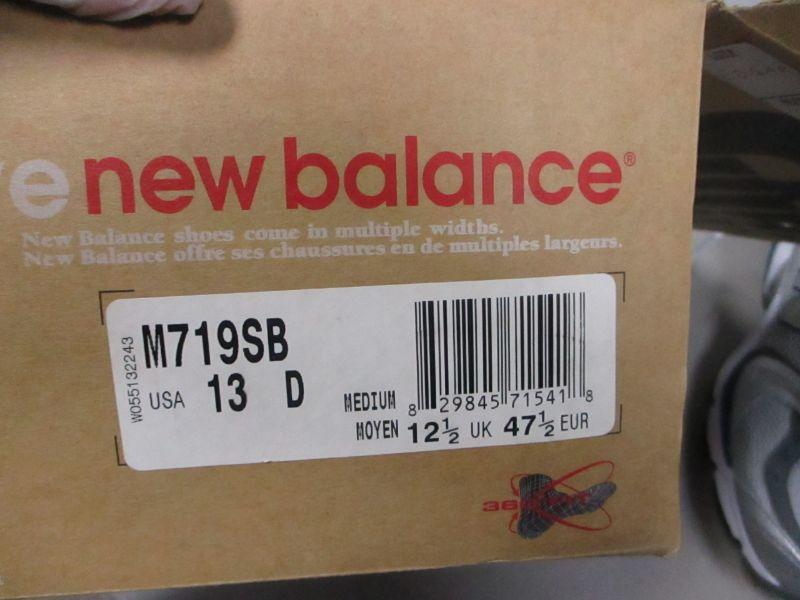 e new balance®
New Balance shoes come in multiple widths.
New Balance offre ses chaussures en de multiples largeurs.
W055132243
M719SB
USA 13 D
MEDIUM
MOYEN
8 29845 71541 8
12½ UK 47½ EUR